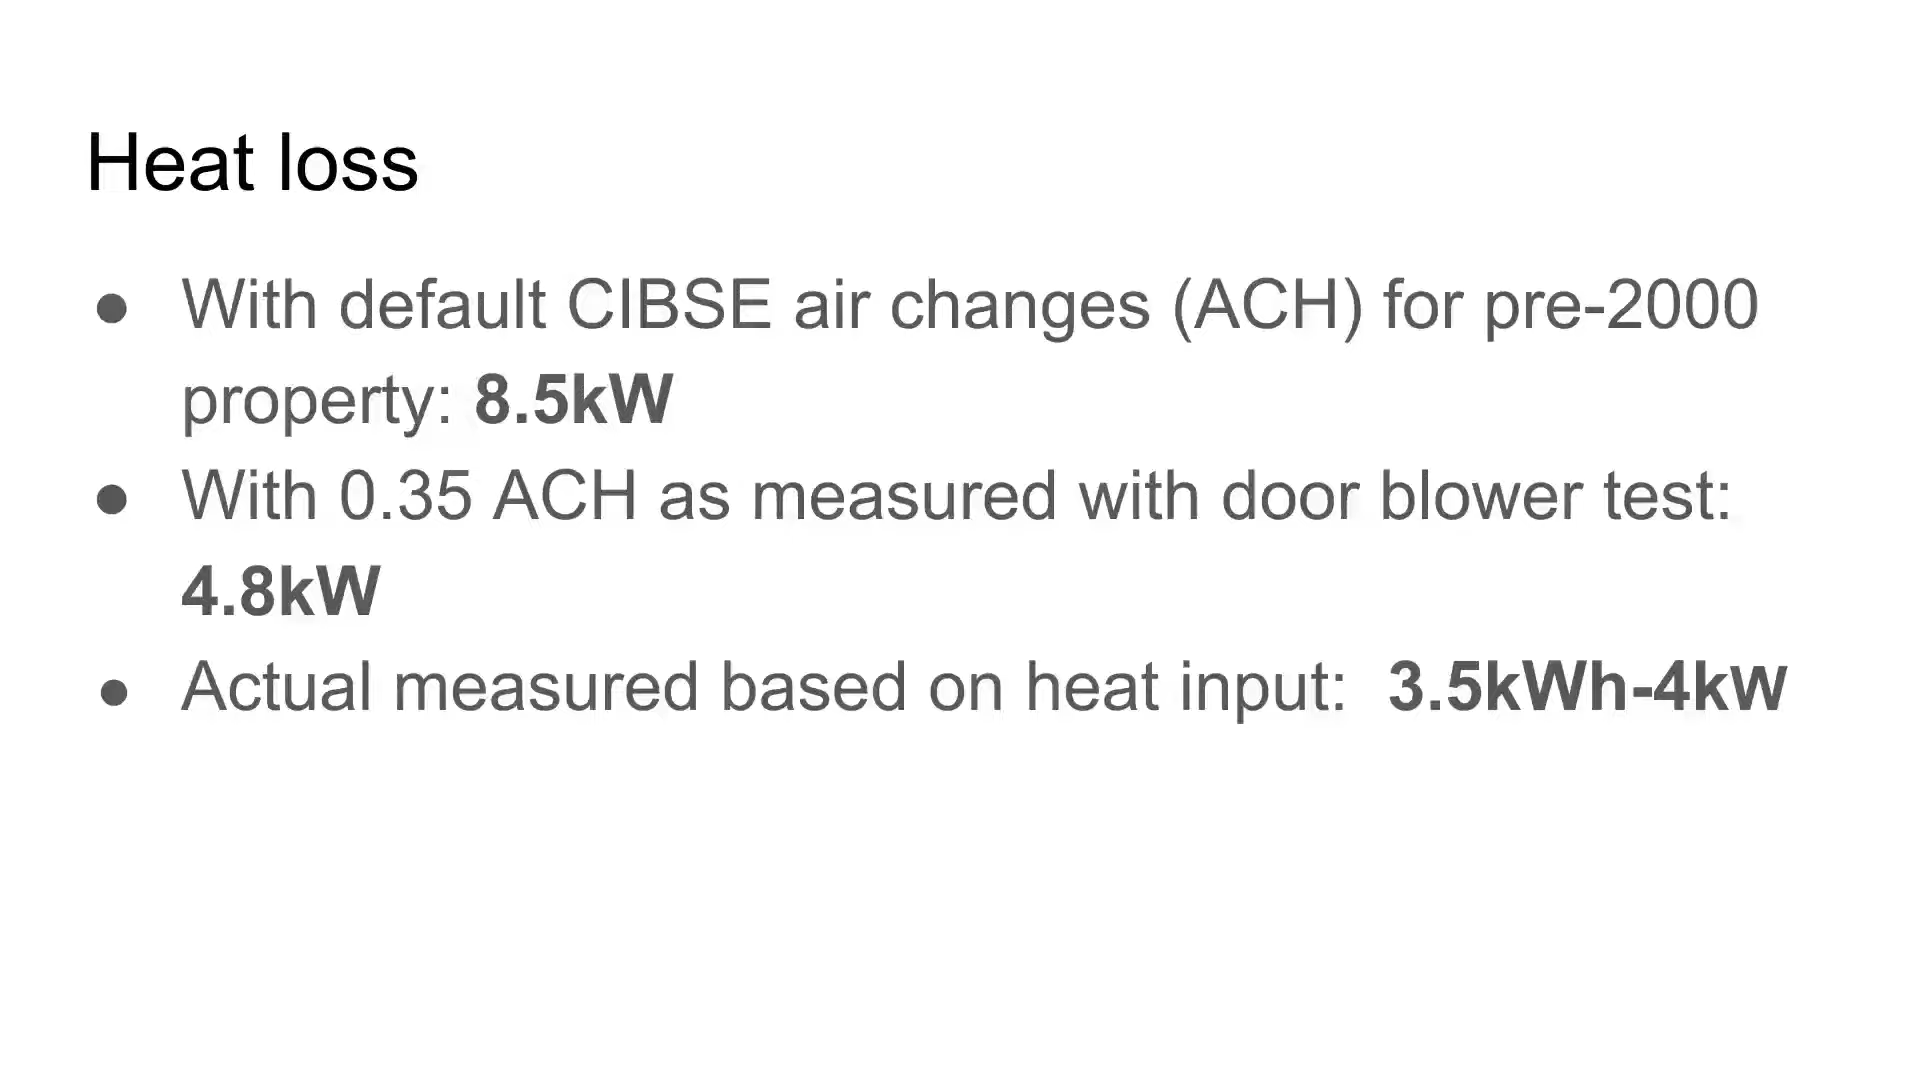 Heat loss
● With default CIBSE air changes (ACH) for pre-2000
property: 8.5kW
● With 0.35 ACH as measured with door blower test:
4.8kW
● Actual measured based on heat input:  3.5kWh-4kW